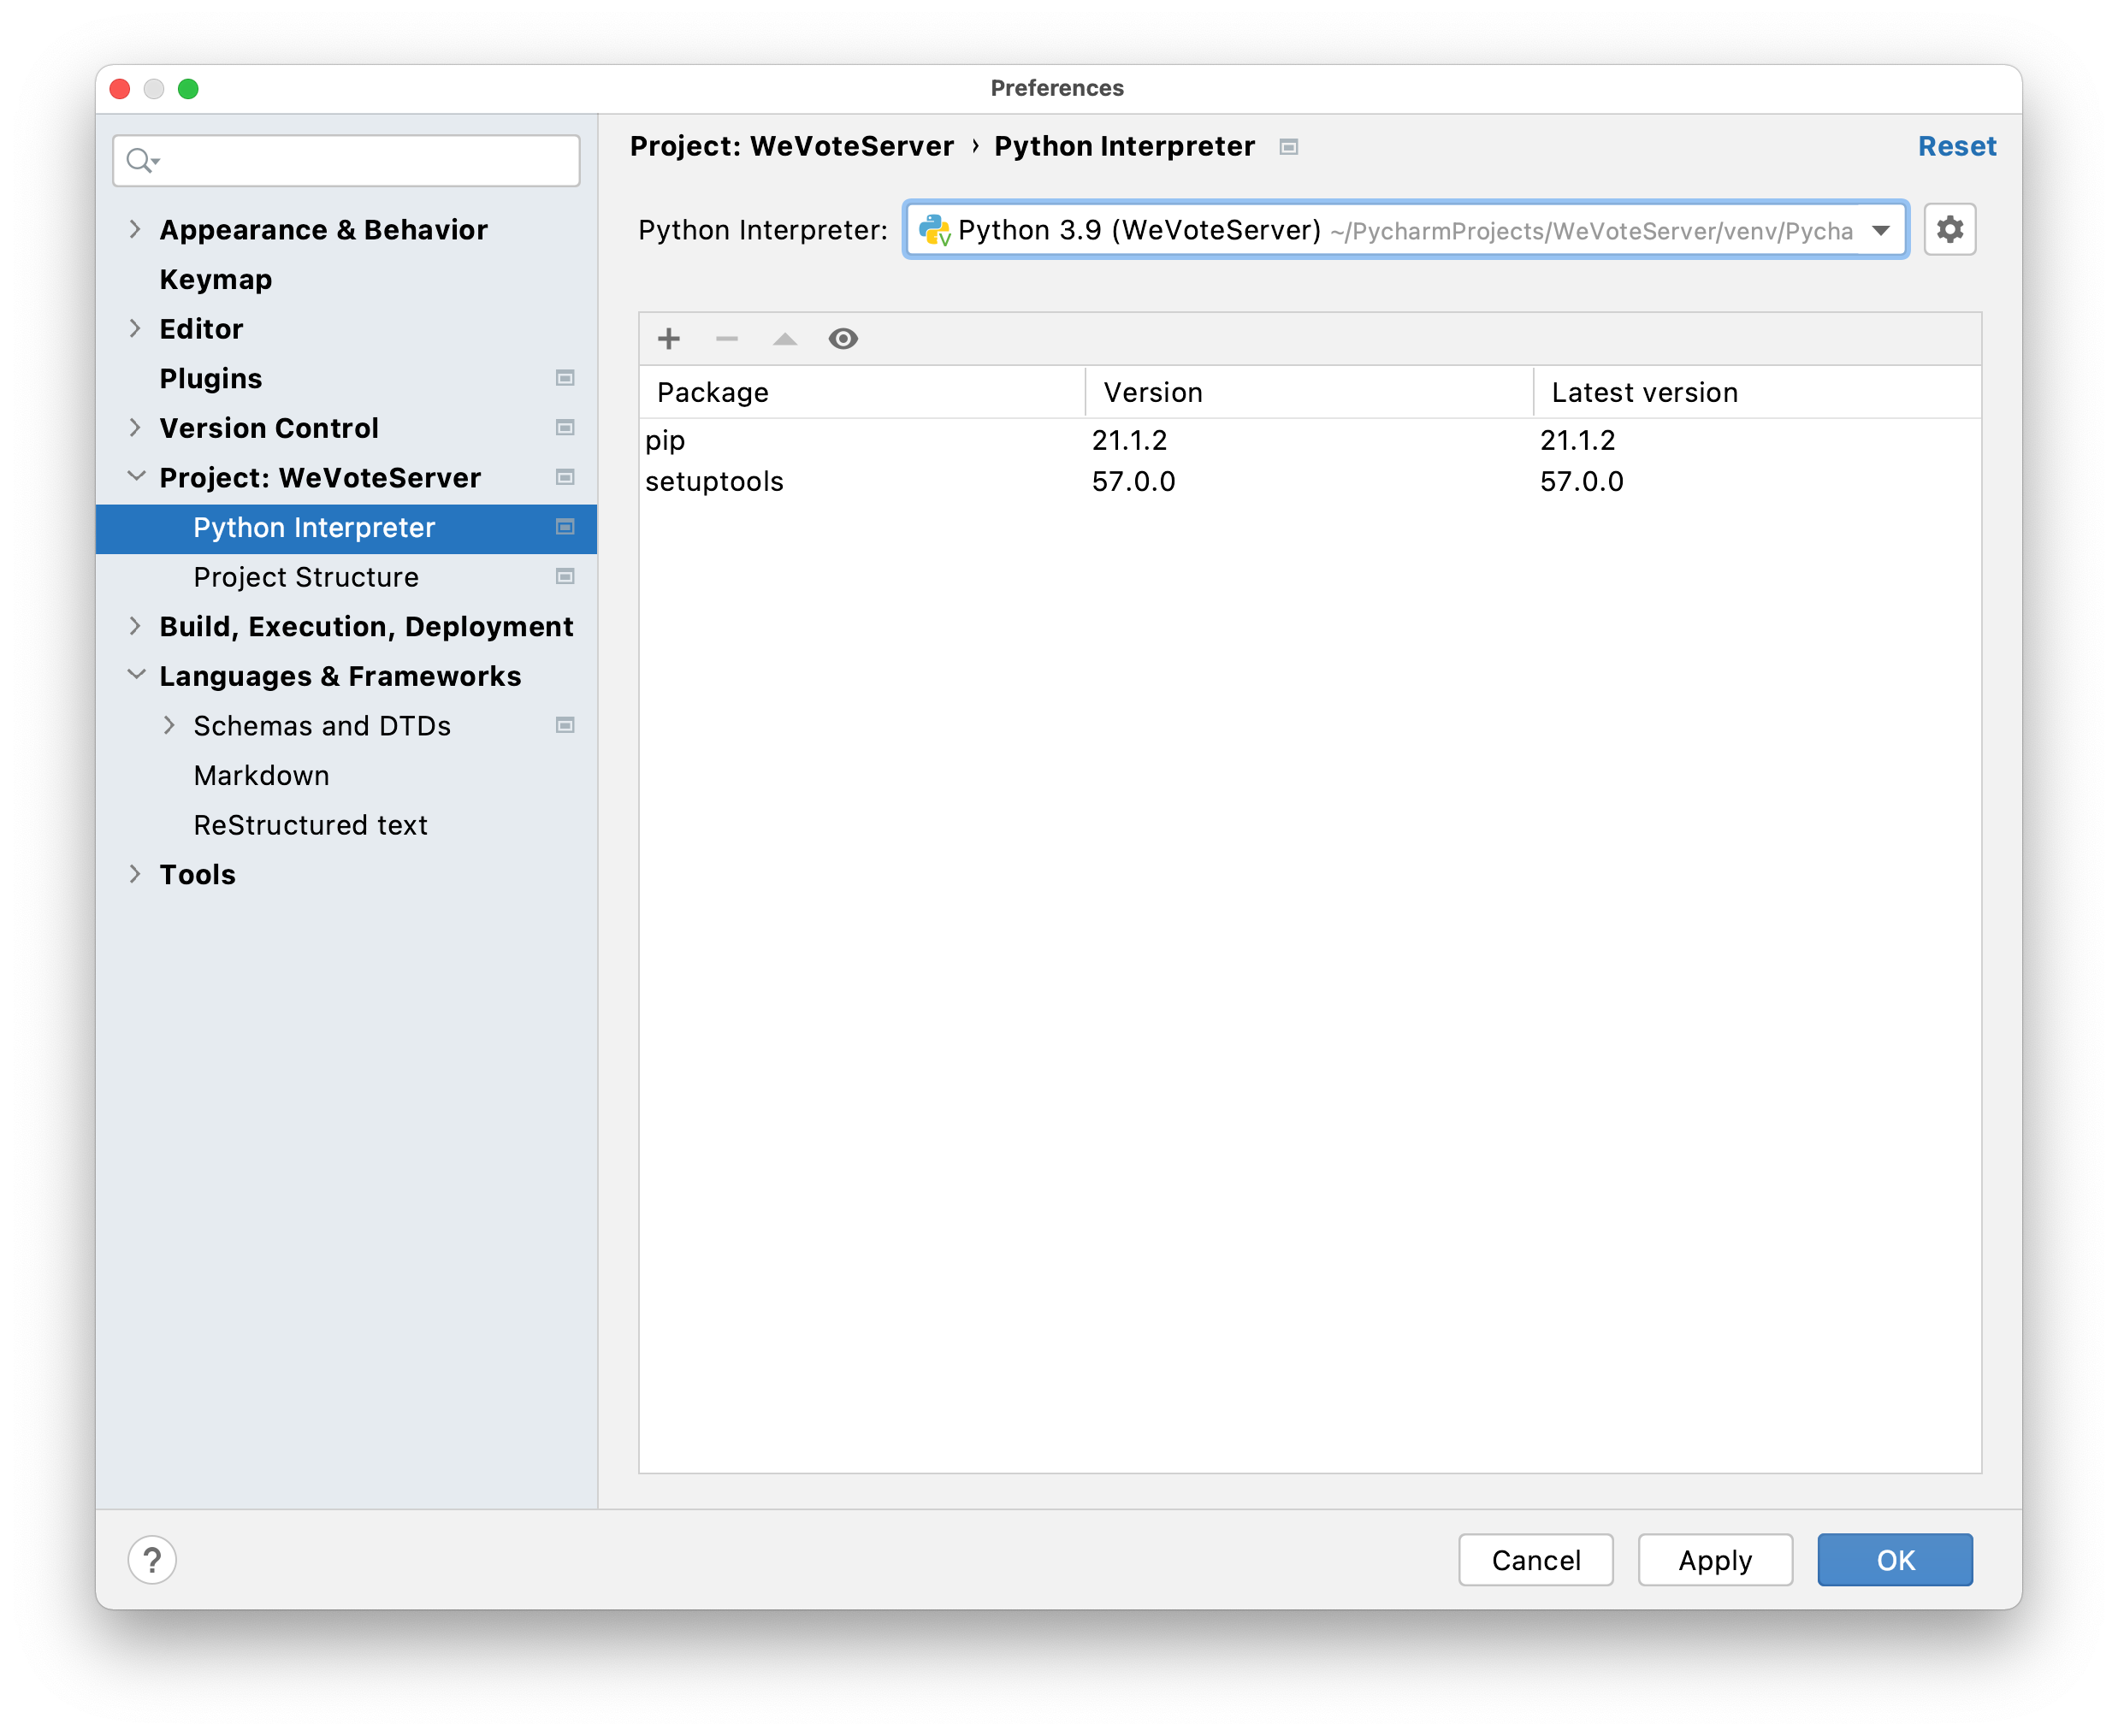 Preferences
Appearance & Behavior
Keymap
Editor
Plugins
Version Control
Project: WeVoteServer
Python Interpreter
Project Structure
Build, Execution, Deployment
Languages & Frameworks
Schemas and DTDs
Markdown
ReStructured text
Tools
Project: WeVoteServer › Python Interpreter
Reset
Python Interpreter: Python 3.9 (WeVoteServer) ~/PycharmProjects/WeVoteServer/venv/Pycha
Package Version Latest version
pip 21.1.2 21.1.2
setuptools 57.0.0 57.0.0
? Cancel Apply OK